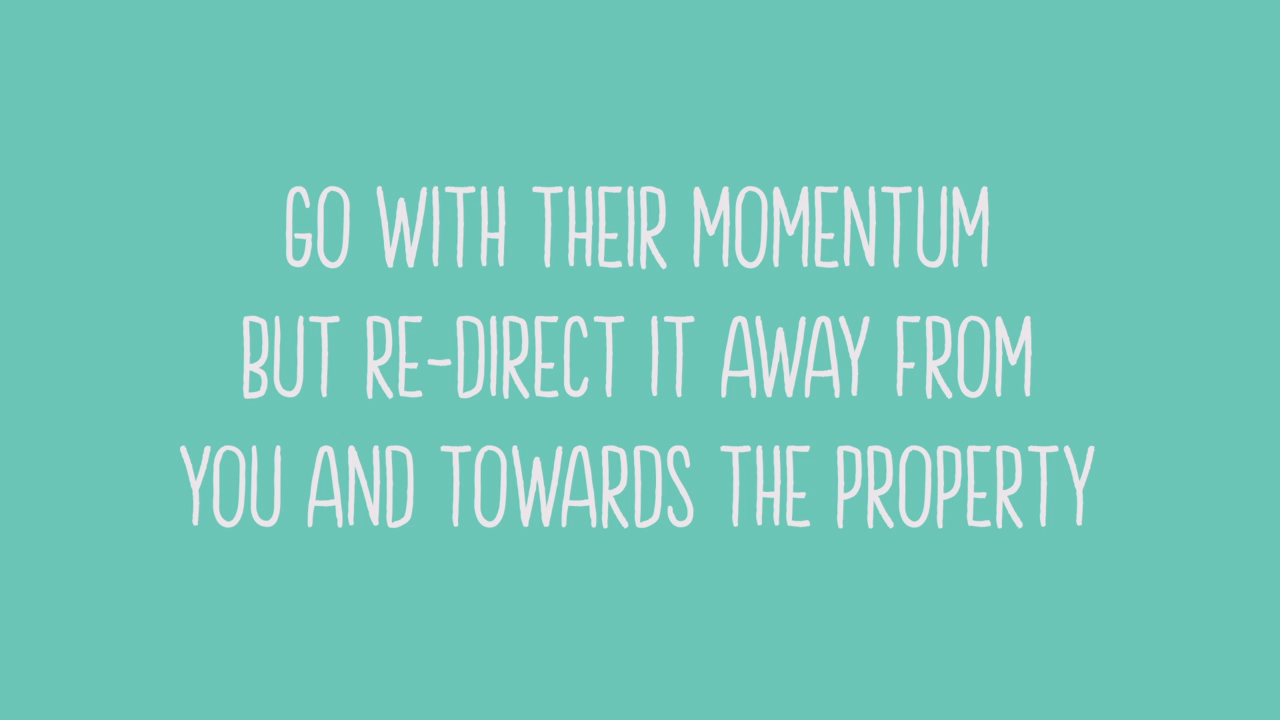 GO WITH THEIR MOMENTUM
BUT RE-DIRECT IT AWAY FROM
YOU AND TOWARDS THE PROPERTY